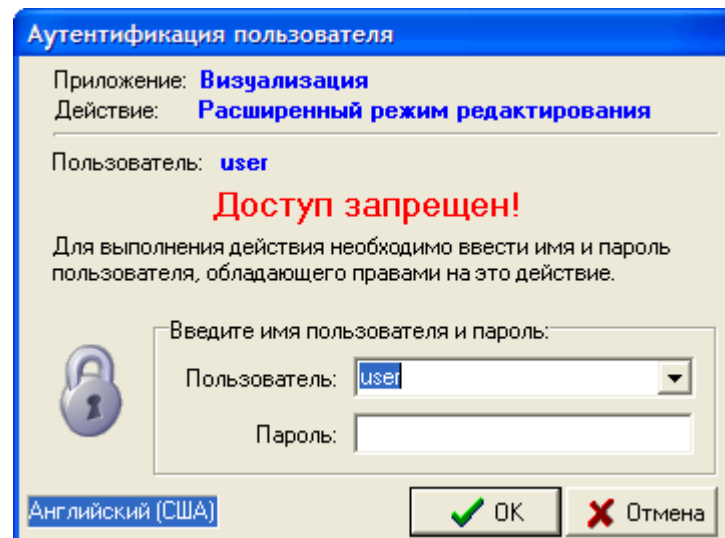 Аутентификация пользователя
Приложение: Визуализация
Действие: Расширенный режим редактирования
Пользователь: user
Доступ запрещен!
Для выполнения действия необходимо ввести имя и пароль
пользователя, обладающего правами на это действие.
Введите имя пользователя и пароль:
Пользователь: user
Пароль:
Английский (США) OK Отмена